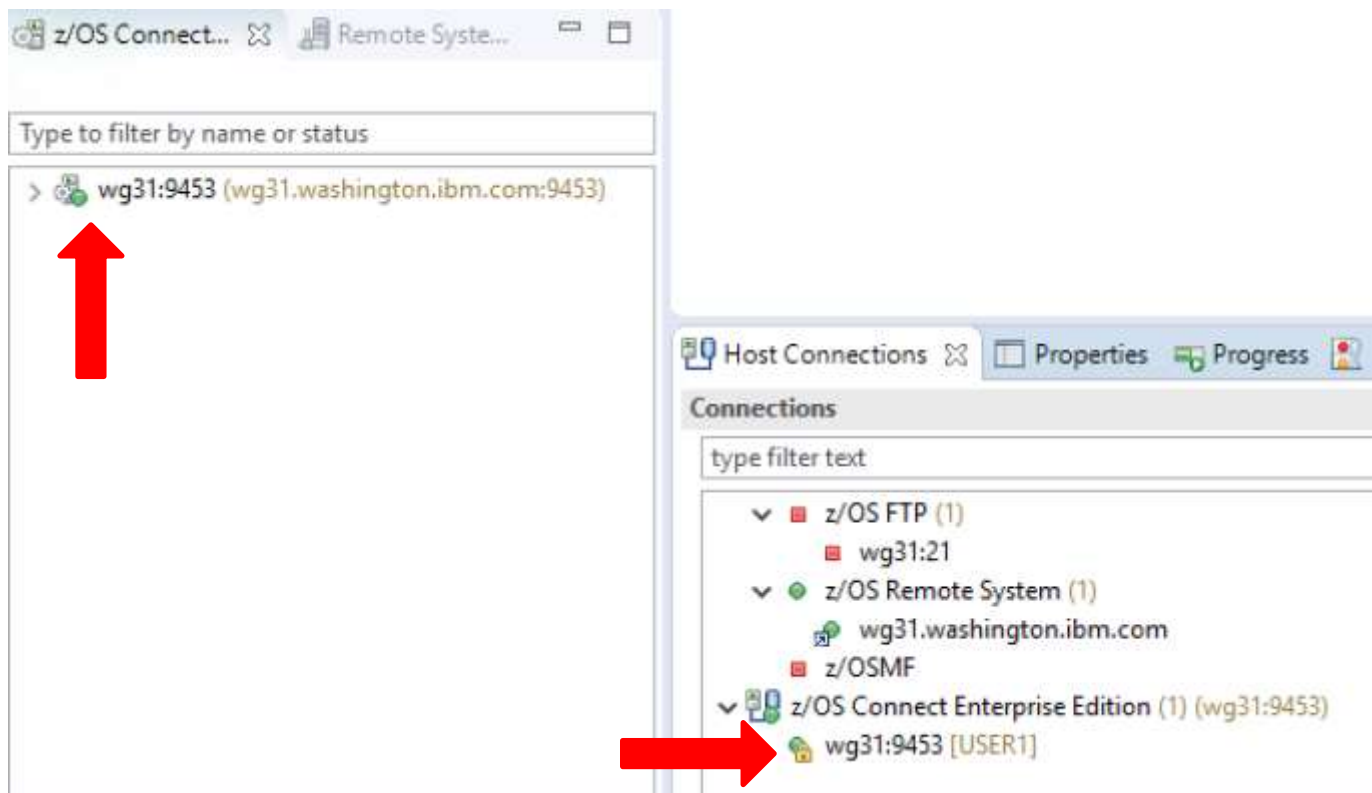 z/OS Connect... Remote Syste...
Type to filter by name or status
wg31:9453 (wg31.washington.ibm.com:9453)
Host Connections Properties Progress
Connections
type filter text
z/OS FTP (1)
wg31:21
z/OS Remote System (1)
wg31.washington.ibm.com
z/OSMF
z/OS Connect Enterprise Edition (1) (wg31:9453)
wg31:9453 [USER1]